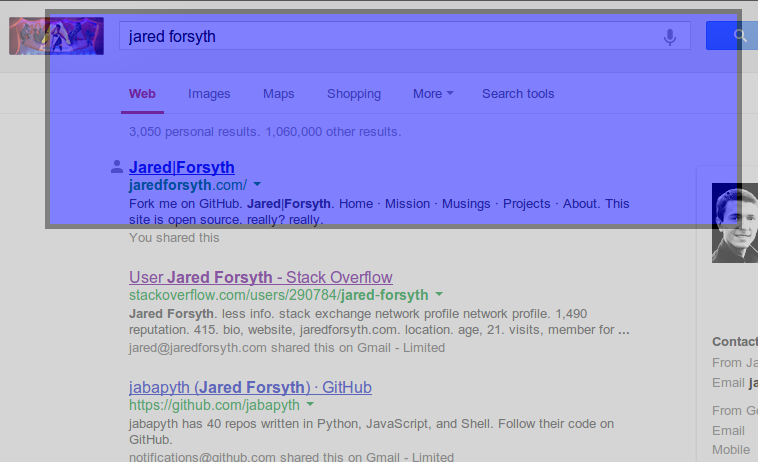 jared forsyth
Web Images Maps Shopping More Search tools
3,050 personal results. 1,060,000 other results.
Jared|Forsyth
jaredforsyth.com/
Fork me on GitHub. Jared|Forsyth. Home · Mission · Musings · Projects · About. This
site is open source. really? really.
You shared this
User Jared Forsyth - Stack Overflow
stackoverflow.com/users/290784/jared-forsyth
Jared Forsyth. less info. stack exchange network profile network profile. 1,490
reputation. 415. bio, website, jaredforsyth.com. location. age, 21. visits, member for ...
jared@jaredforsyth.com shared this on Gmail - Limited
jabapyth (Jared Forsyth) · GitHub
https://github.com/jabapyth
jabapyth has 40 repos written in Python, JavaScript, and Shell. Follow their code on
GitHub.
notifications@github.com shared this on Gmail - Limited
Contact
From Ja
Email ja
From Go
Email
Mobile